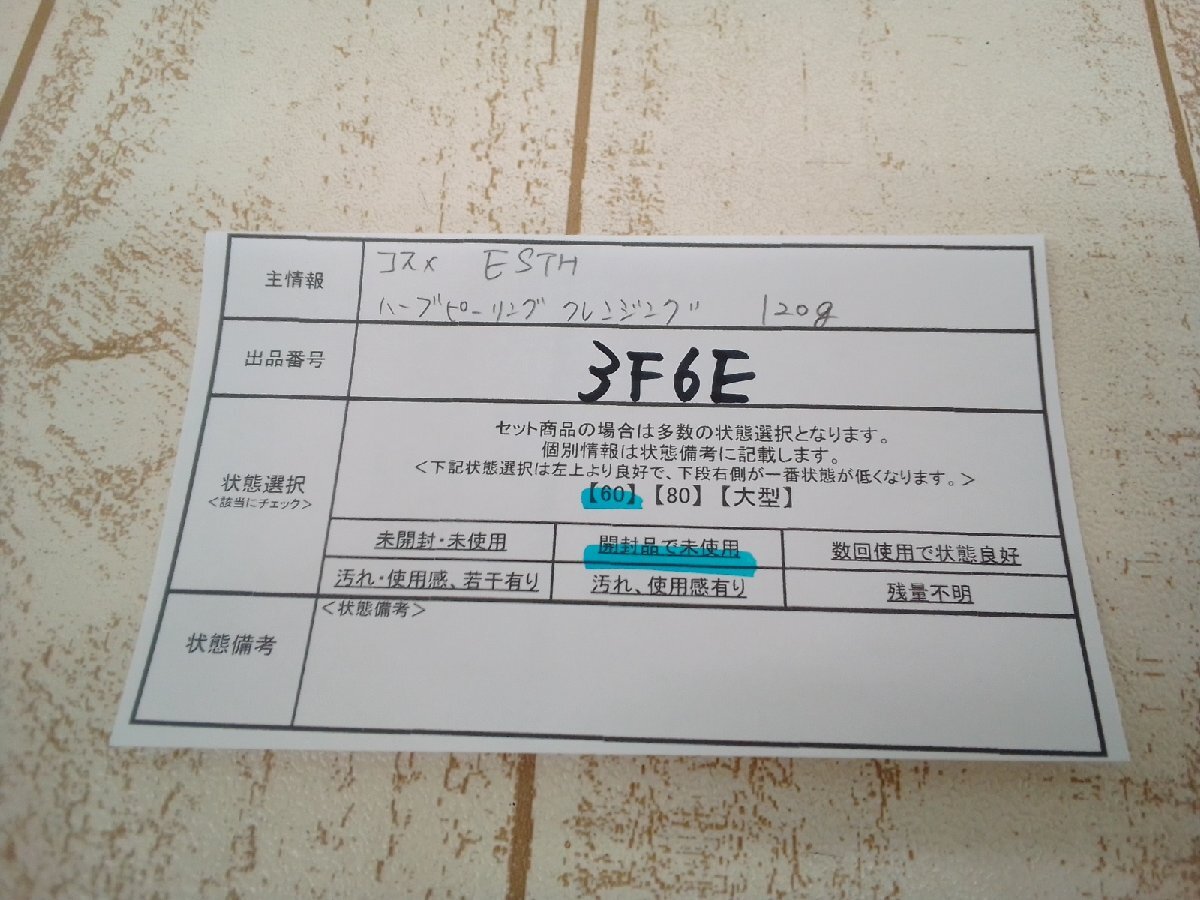 主情報
コスメ ESTH
ハーブピーリング クレンジング 120g
出品番号
3F6E
状態選択
<該当にチェック>
セット商品の場合は多数の状態選択となります。
個別情報は状態備考に記載します。
<下記状態選択は左上より良好で、下段右側が一番状態が低くなります。>
【60】【80】【大型】
未開封・未使用 開封品で未使用 数回使用で状態良好
汚れ・使用感、若干有り 汚れ、使用感有り 残量不明
状態備考
<状態備考>